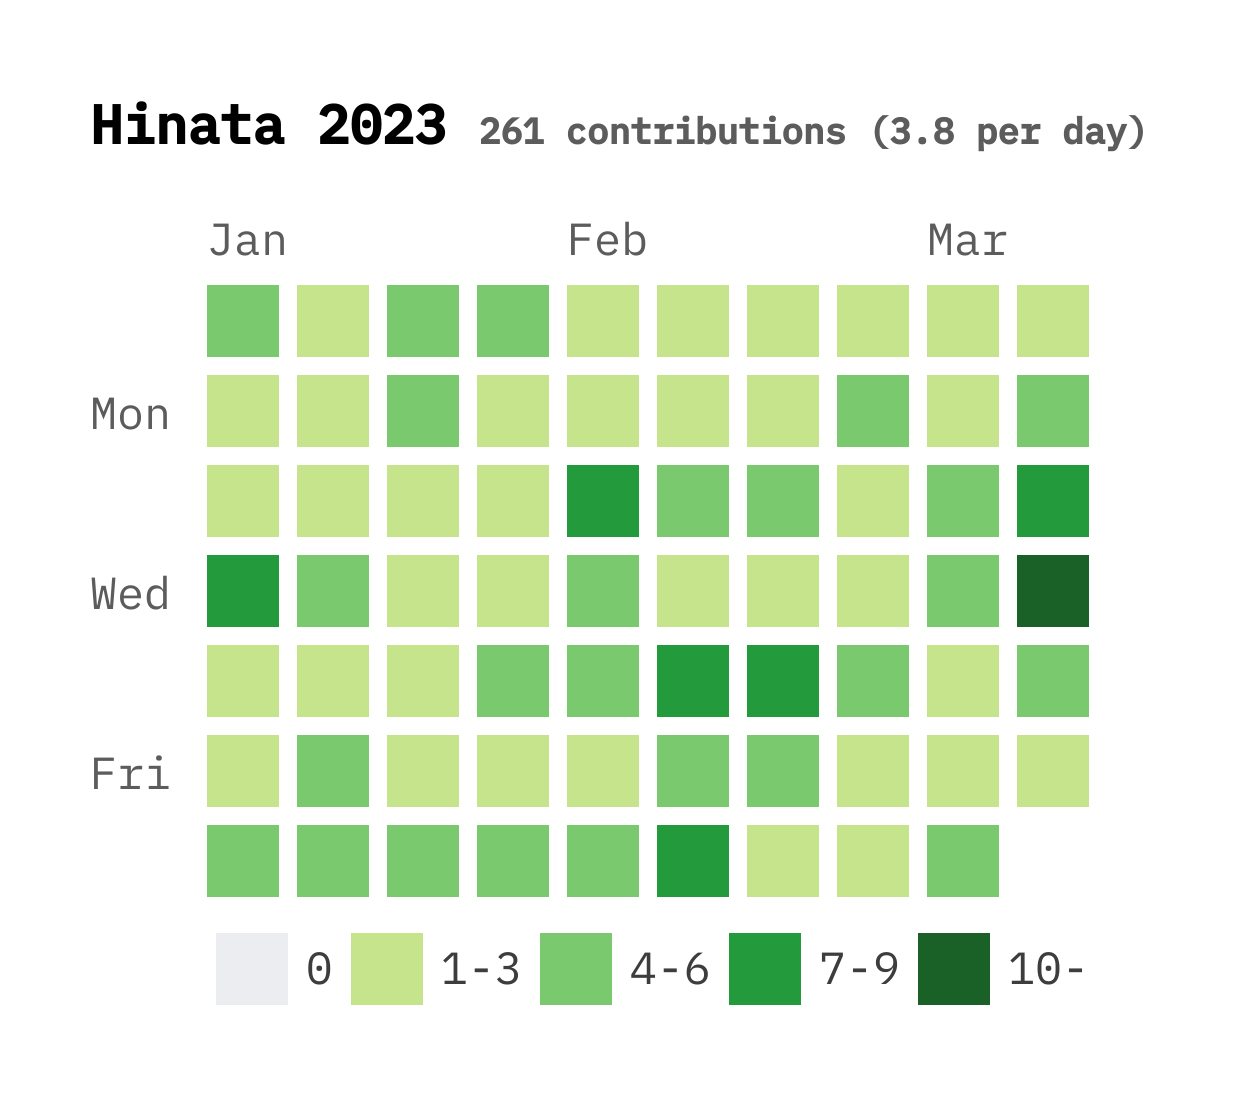 Hinata 2023 261 contributions (3.8 per day)
Jan Feb Mar
Mon
Wed
Fri
0 1-3 4-6 7-9 10-